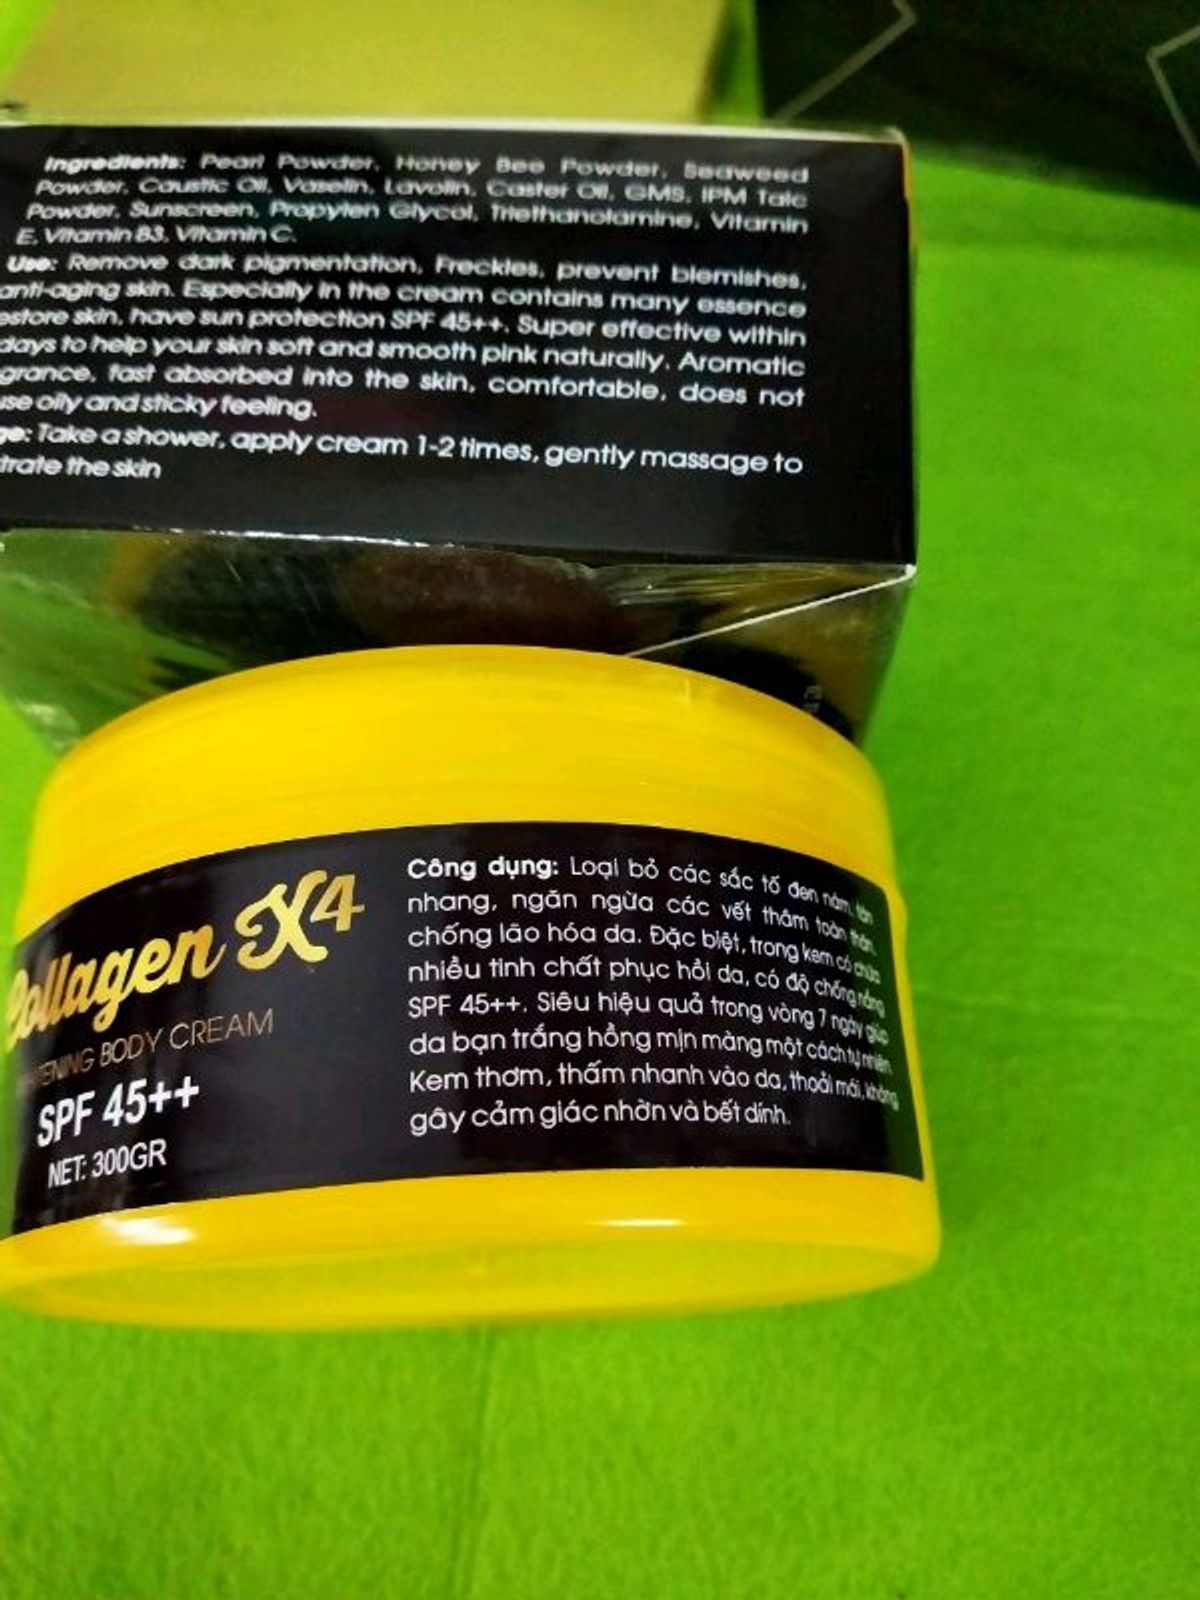 Ingredients: Pearl Powder, Honey Bee Powder, Seaweed
Powder, Caustic Oil, Vaselin, Lavolin, Caster Oil, GMS, IPM Talc
Powder, Sunscreen, Propylen Glycol, Triethanolamine, Vitamin
E, Vitamin B3, Vitamin C.
Use: Remove dark pigmentation, Freckles, prevent blemishes,
anti-aging skin. Especially in the cream contains many essence
estore skin, have sun protection SPF 45++. Super effective within
days to help your skin soft and smooth pink naturally. Aromatic
grance, fast absorbed into the skin, comfortable, does not
use oily and sticky feeling.
ge: Take a shower, apply cream 1-2 times, gently massage to
trate the skin
Collagen X4
TENING BODY CREAM
SPF 45++
NET: 300GR
Công dụng: Loại bỏ các sắc tố đen nám, tàn
nhang, ngăn ngừa các vết thâm toàn thân,
chống lão hóa da. Đặc biệt, trong kem có chứa
nhiều tinh chất phục hồi da, có độ chống nắng
SPF 45++. Siêu hiệu quả trong vòng 7 ngày giúp
da bạn trắng hồng mịn màng một cách tự nhiên.
Kem thơm, thấm nhanh vào da, thoải mái, không
gây cảm giác nhờn và bết dính.